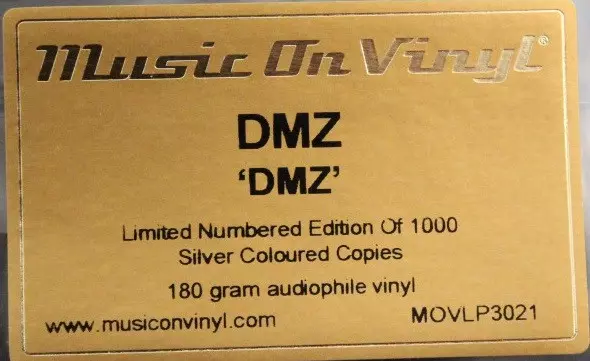 Music On Vinyl®
DMZ
‘DMZ’
Limited Numbered Edition Of 1000
Silver Coloured Copies
180 gram audiophile vinyl
www.musiconvinyl.com MOVLP3021